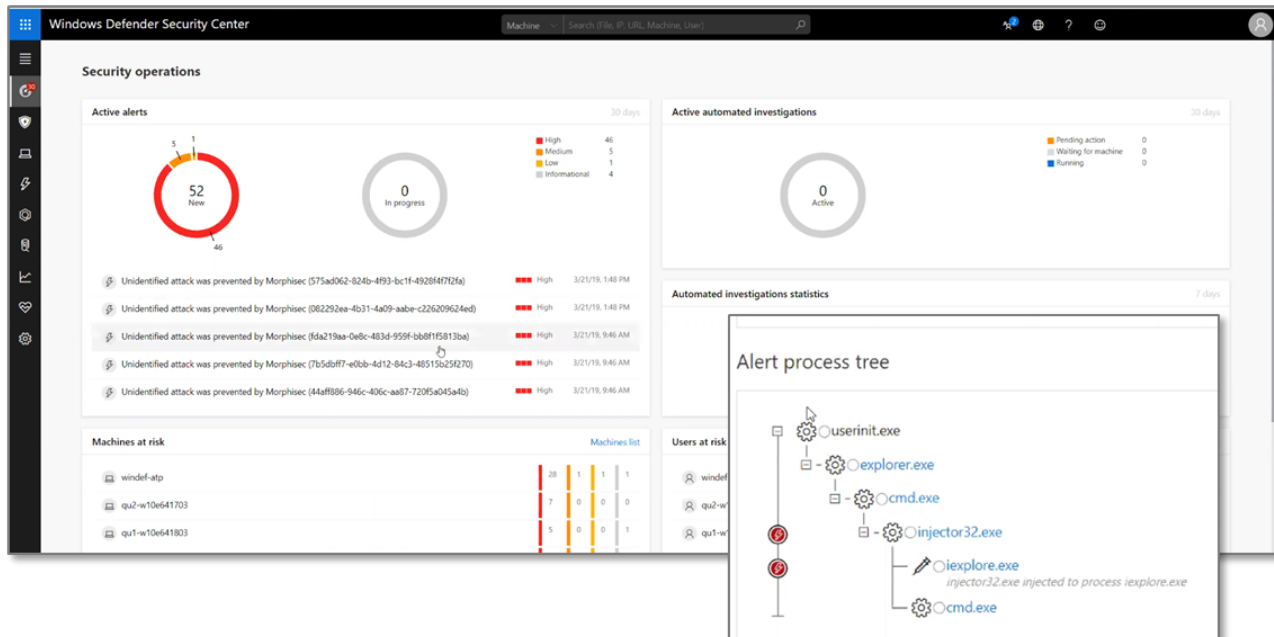 Windows Defender Security Center
Machine
Search (File, IP, URL, Machine, User)
2
30
Security operations
Active alerts
30 days
5
1
52
New
46
0
In progress
High 46
Medium 5
Low 1
Informational 4
Unidentified attack was prevented by Morphisec (575ad062-824b-4f93-bc1f-4928f4f7f2fa) High 3/21/19, 1:48 PM
Unidentified attack was prevented by Morphisec (082292ea-4b31-4a09-aabe-c226209624ed) High 3/21/19, 1:48 PM
Unidentified attack was prevented by Morphisec (fda219aa-0e8c-483d-959f-bb8f1f5813ba) High 3/21/19, 9:46 AM
Unidentified attack was prevented by Morphisec (7b5dbff7-e0bb-4d12-84c3-48515b25f270) High 3/21/19, 9:46 AM
Unidentified attack was prevented by Morphisec (44aff886-946c-406c-aa87-720f5a045a4b) High 3/21/19, 9:46 AM
Active automated investigations
30 days
0
Active
Pending action 0
Waiting for machine 0
Running 0
Automated investigations statistics
7 days
Machines at risk
Machines list
windef-atp 28 1 1 1
qu2-w10e641703 7 0 0 0
qu1-w10e641803 5 0 0 1
Users at risk
windef
qu2-w
qu1-w
Alert process tree
userinit.exe
explorer.exe
cmd.exe
injector32.exe
iexplore.exe
injector32.exe injected to process iexplore.exe
cmd.exe